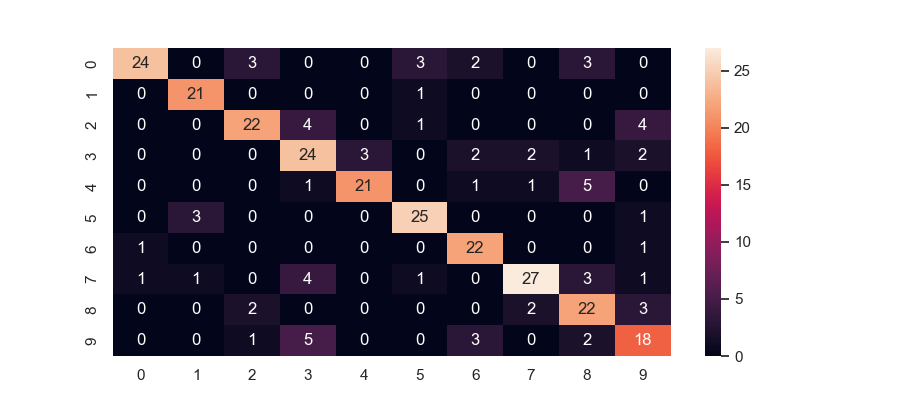 0 24 0 3 0 0 3 2 0 3 0
1 0 21 0 0 0 1 0 0 0 0
2 0 0 22 4 0 1 0 0 0 4
3 0 0 0 24 3 0 2 2 1 2
4 0 0 0 1 21 0 1 1 5 0
5 0 3 0 0 0 25 0 0 0 1
6 1 0 0 0 0 0 22 0 0 1
7 1 1 0 4 0 1 0 27 3 1
8 0 0 2 0 0 0 0 2 22 3
9 0 0 1 5 0 0 3 0 2 18
0 1 2 3 4 5 6 7 8 9
25
20
15
10
5
0